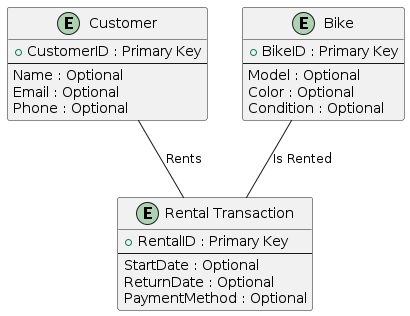 E Customer
CustomerID : Primary Key
Name : Optional
Email : Optional
Phone : Optional
E Bike
BikeID : Primary Key
Model : Optional
Color : Optional
Condition : Optional
Rents
Is Rented
E Rental Transaction
RentalID : Primary Key
StartDate : Optional
ReturnDate : Optional
PaymentMethod : Optional